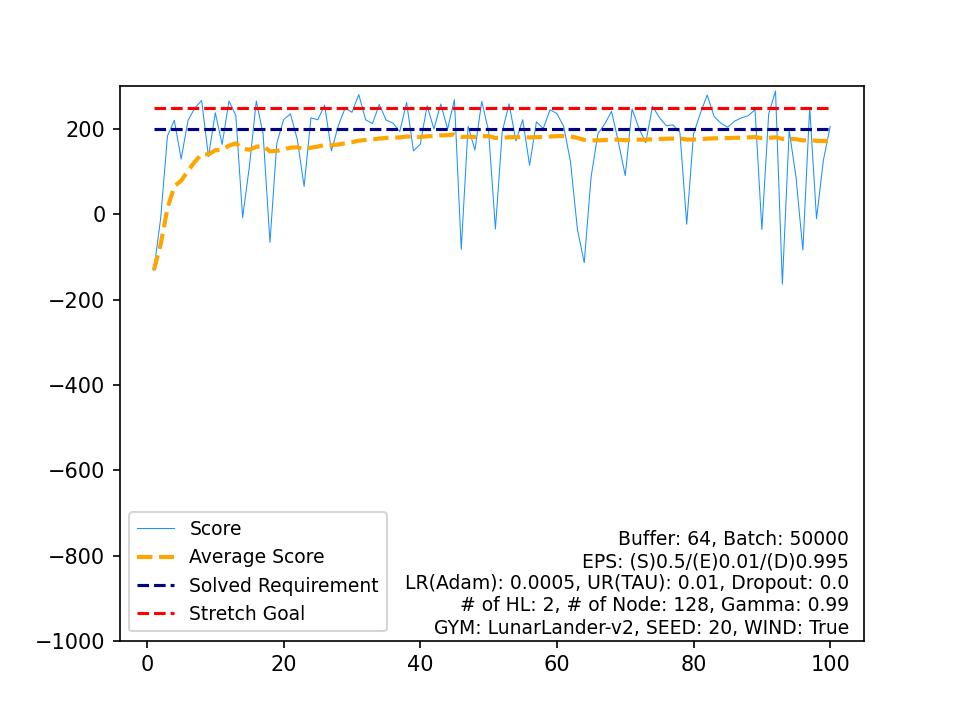 200
0
−200
−400
−600
−800
−1000
0
20
40
60
80
100
Score
Average Score
Solved Requirement
Stretch Goal
Buffer: 64, Batch: 50000
EPS: (S)0.5/(E)0.01/(D)0.995
LR(Adam): 0.0005, UR(TAU): 0.01, Dropout: 0.0
# of HL: 2, # of Node: 128, Gamma: 0.99
GYM: LunarLander-v2, SEED: 20, WIND: True